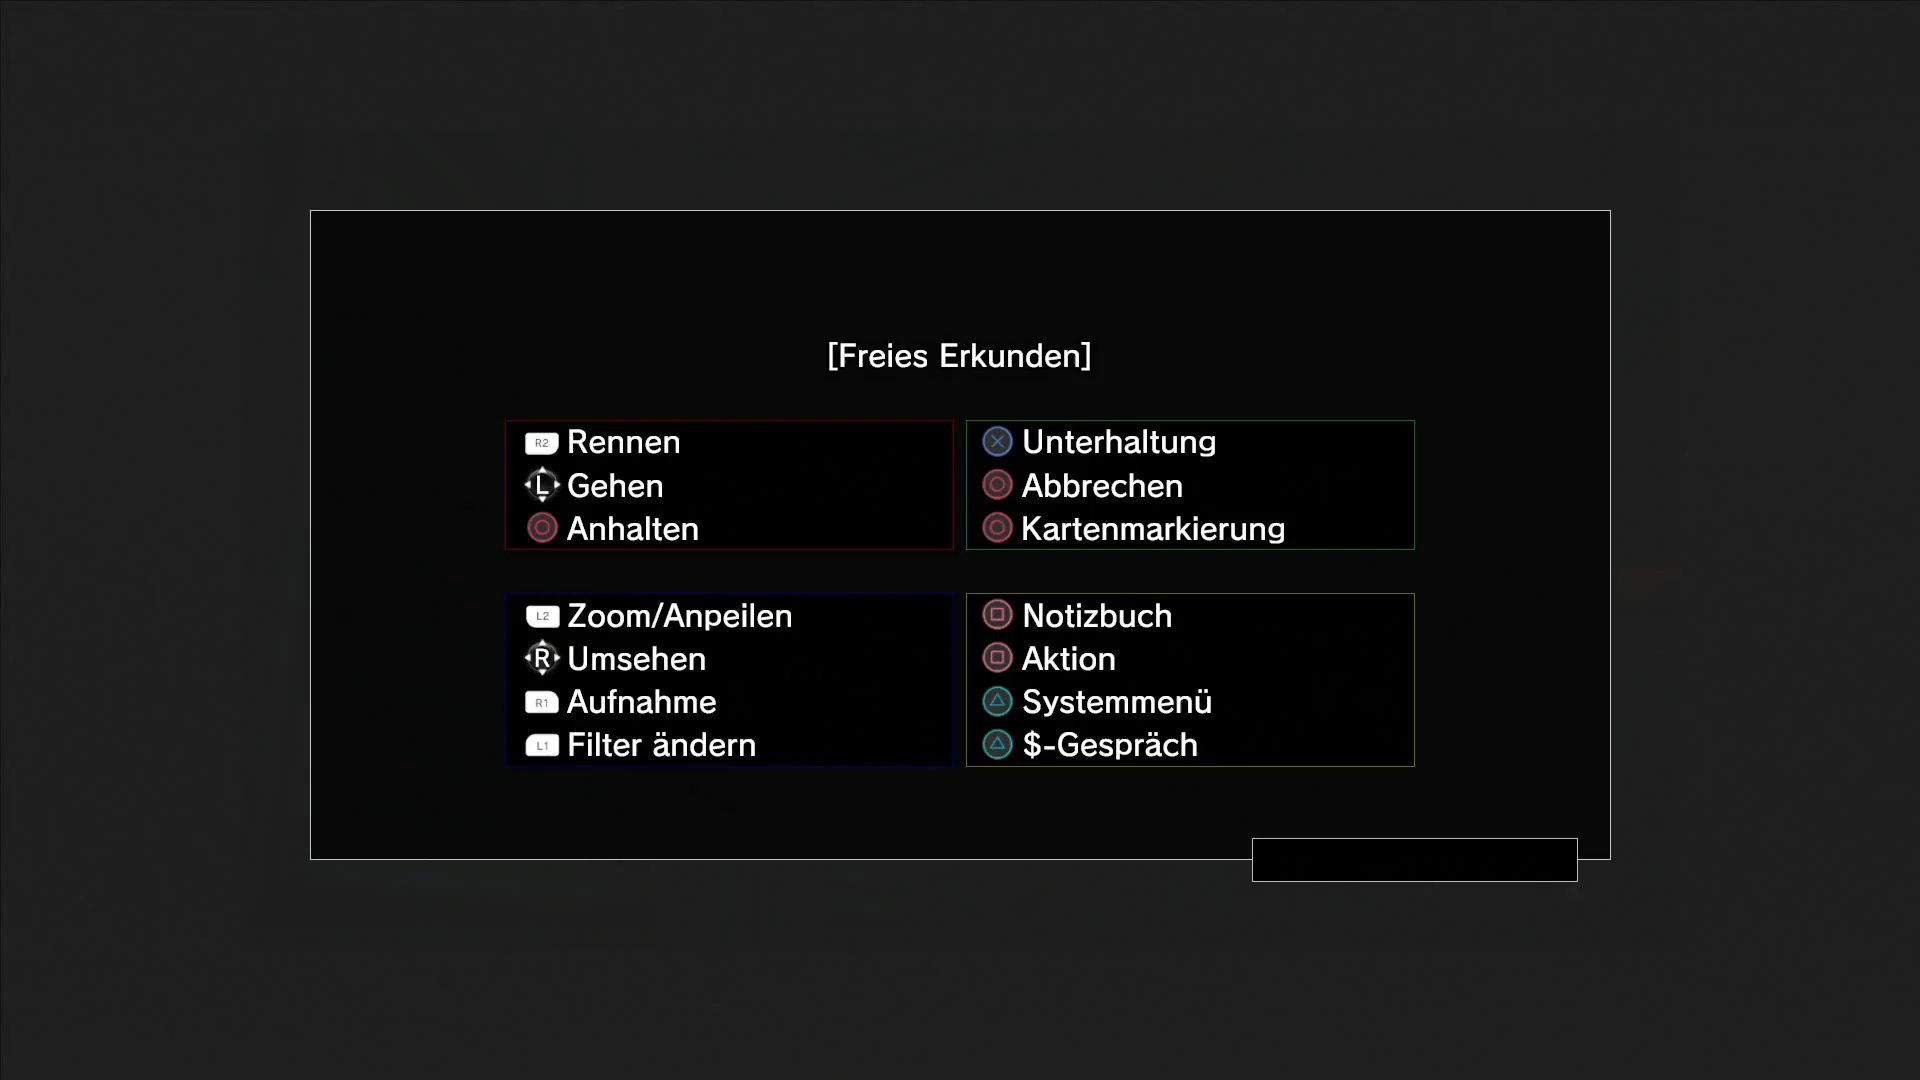 [Freies Erkunden]
R2 Rennen
L Gehen
Anhalten
Unterhaltung
Abbrechen
Kartenmarkierung
L2 Zoom/Anpeilen
R Umsehen
R1 Aufnahme
L1 Filter ändern
Notizbuch
Aktion
Systemmenü
$-Gespräch